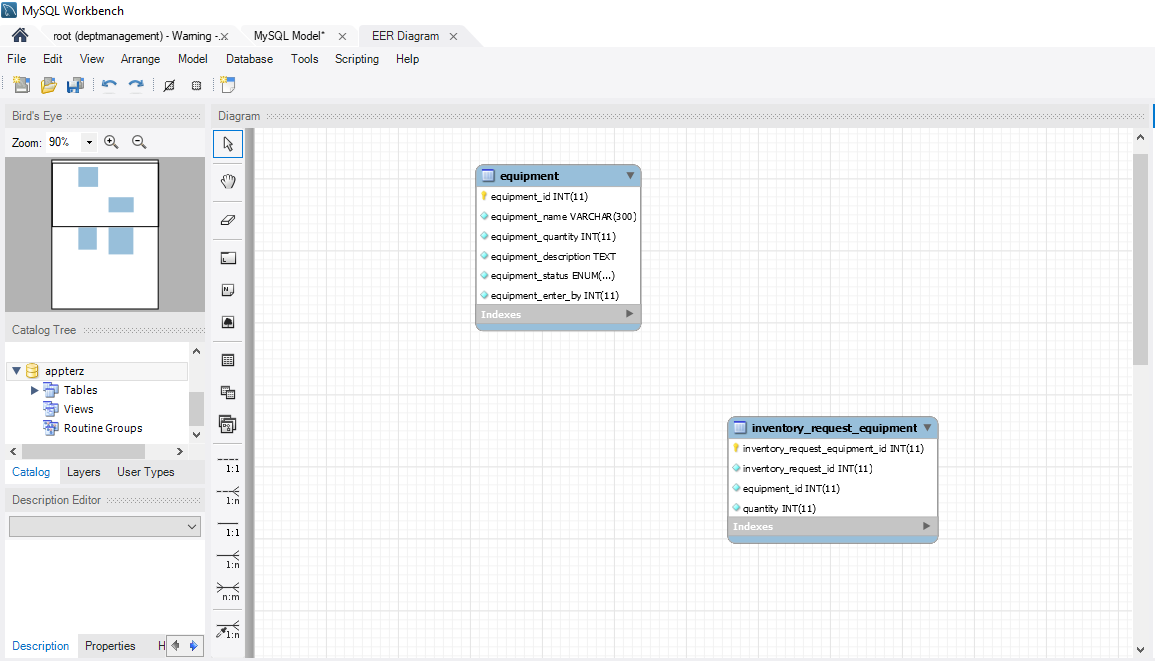 MySQL Workbench
root (deptmanagement) - Warning -.
MySQL Model*
EER Diagram
File Edit View Arrange Model Database Tools Scripting Help
Bird's Eye
Zoom: 90%
Diagram
equipment
equipment_id INT(11)
equipment_name VARCHAR(300)
equipment_quantity INT(11)
equipment_description TEXT
equipment_status ENUM(...)
equipment_enter_by INT(11)
Indexes
Catalog Tree
appterz
Tables
Views
Routine Groups
Catalog Layers User Types
Description Editor
Description Properties H
1:1
1:n
1:1
1:n
n:m
1:n
inventory_request_equipment
inventory_request_equipment_id INT(11)
inventory_request_id INT(11)
equipment_id INT(11)
quantity INT(11)
Indexes